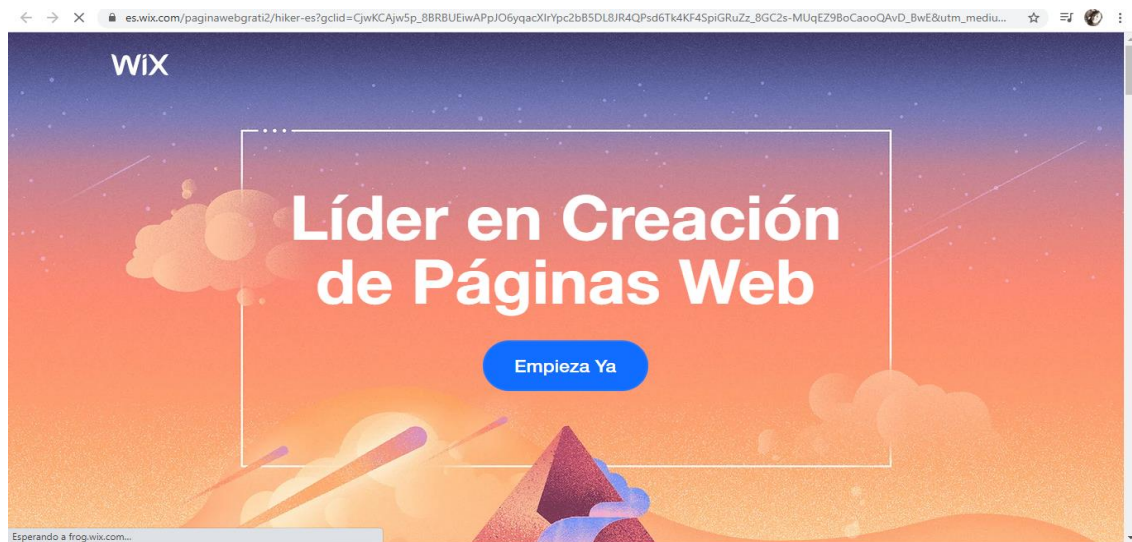 es.wix.com/paginawebgrati2/hiker-es?gclid=CjwKCAjw5p_8BRBUEiwAPpJO6yqacXIrYpc2bB5DL8JR4QPsd6Tk4KF4SpiGRuZz_8GC2s-MUqEZ9BoCaooQAvD_BwE&utm_mediu...
WiX
Líder en Creación
de Páginas Web
Empieza Ya
Esperando a frog.wix.com...